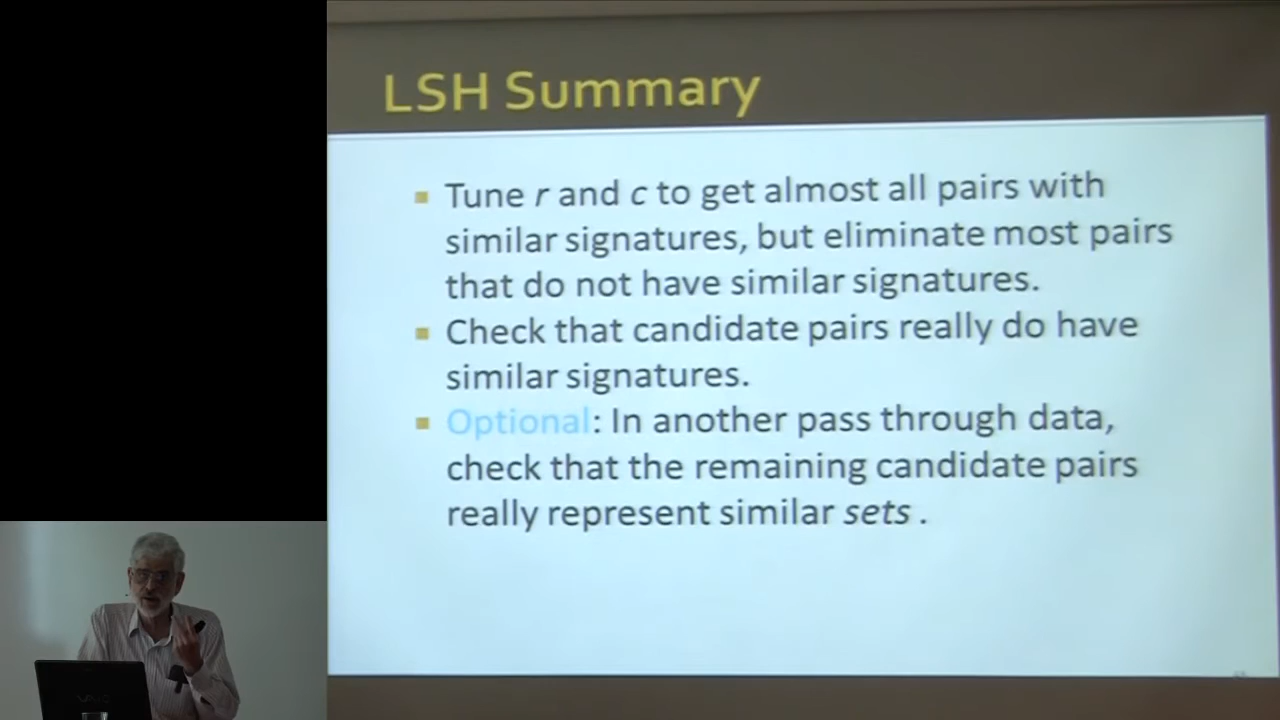 LSH Summary
Tune r and c to get almost all pairs with
similar signatures, but eliminate most pairs
that do not have similar signatures.
Check that candidate pairs really do have
similar signatures.
Optional: In another pass through data,
check that the remaining candidate pairs
really represent similar sets .
VAIO